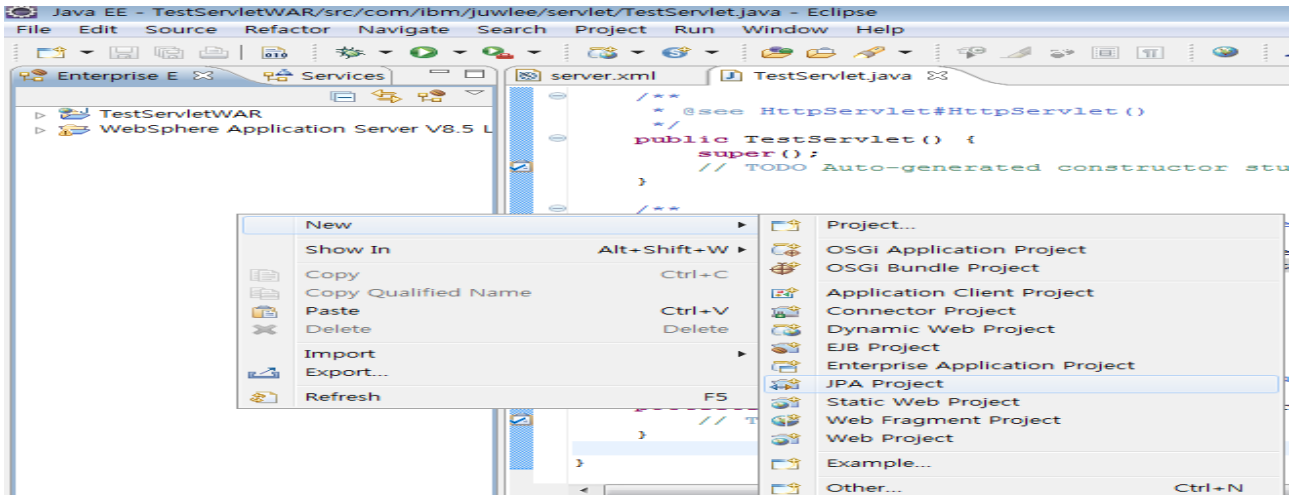 Java EE - TestServletWAR/src/com/ibm/juwlee/servlet/TestServlet.java - Eclipse
File Edit Source Refactor Navigate Search Project Run Window Help
Enterprise E Services
server.xml TestServlet.java
TestServletWAR
WebSphere Application Server V8.5 L
/**
* @see HttpServlet#HttpServlet()
*/
public TestServlet() {
super();
// TODO Auto-generated constructor stu
}
/**
New
Show In Alt+Shift+W
Copy Ctrl+C
Copy Qualified Name
Paste Ctrl+V
Delete Delete
Import
Export...
Refresh F5
Project...
OSGi Application Project
OSGi Bundle Project
Application Client Project
Connector Project
Dynamic Web Project
EJB Project
Enterprise Application Project
JPA Project
Static Web Project
Web Fragment Project
Web Project
Example...
Other... Ctrl+N
// T
}
}